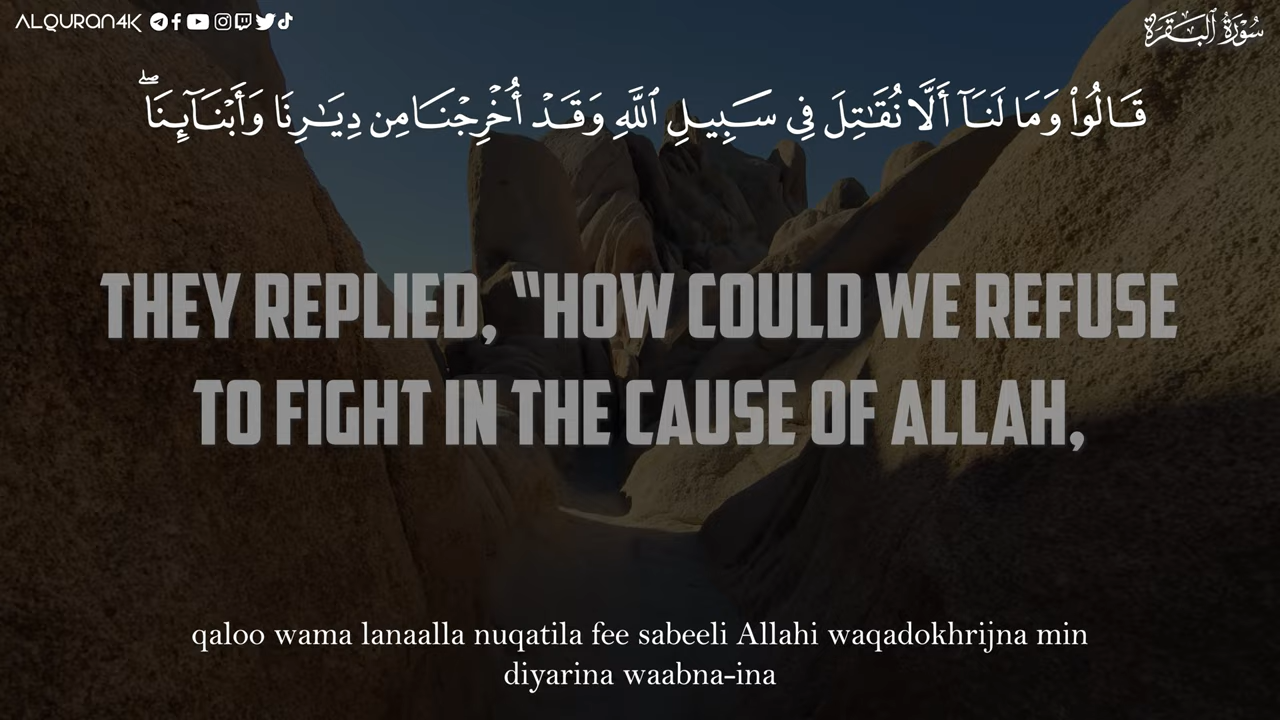 ALQURAN4K
سُورَةُ ٱلْبَقَرَةِ
قَالُوا۟ وَمَا لَنَآ أَلَّا نُقَٰتِلَ فِى سَبِيلِ ٱللَّهِ وَقَدْ أُخْرِجْنَا مِن دِيَٰرِنَا وَأَبْنَآئِنَا ۖ
THEY REPLIED, “HOW COULD WE REFUSE
TO FIGHT IN THE CAUSE OF ALLAH,
qaloo wama lanaalla nuqatila fee sabeeli Allahi waqadokhrijna min
diyarina waabna-ina